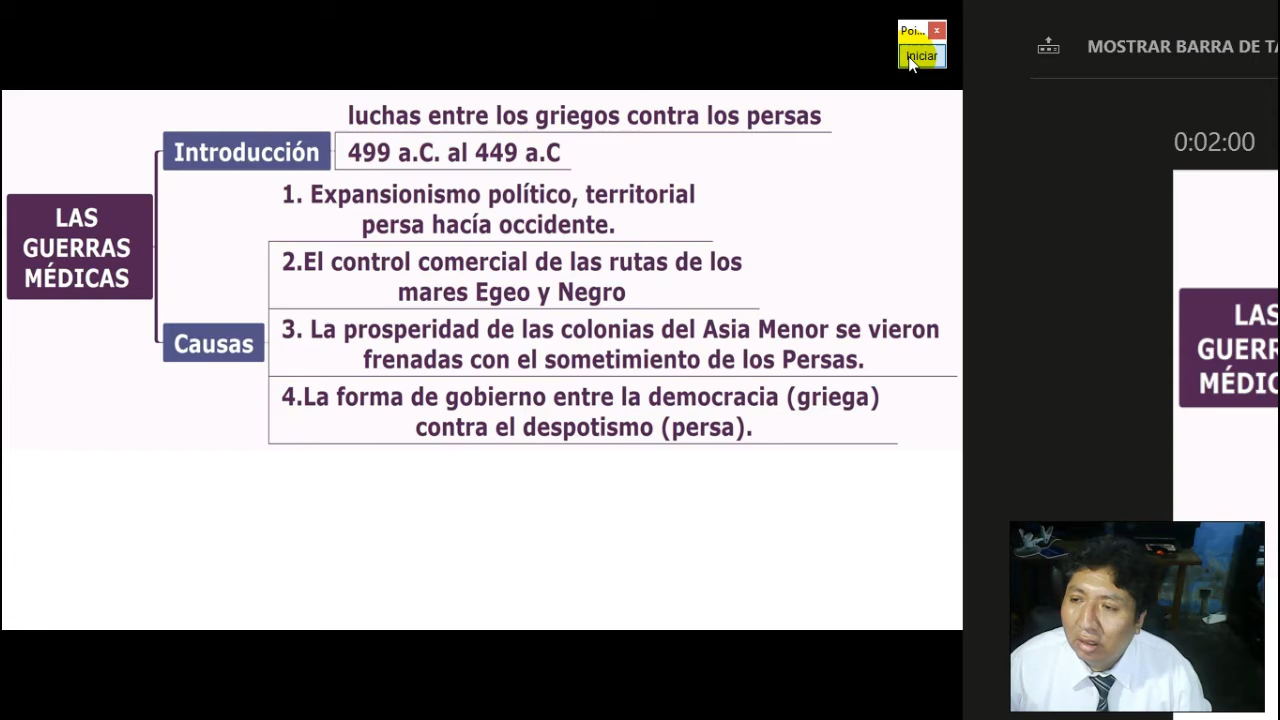 Poi...
x
Iniciar
MOSTRAR BARRA DE TA
0:02:00
luchas entre los griegos contra los persas
Introducción
499 a.C. al 449 a.C
LAS
GUERRAS
MÉDICAS
1. Expansionismo político, territorial
persa hacía occidente.
2.El control comercial de las rutas de los
mares Egeo y Negro
Causas
3. La prosperidad de las colonias del Asia Menor se vieron
frenadas con el sometimiento de los Persas.
4.La forma de gobierno entre la democracia (griega)
contra el despotismo (persa).
LAS
GUERR
MÉDIC